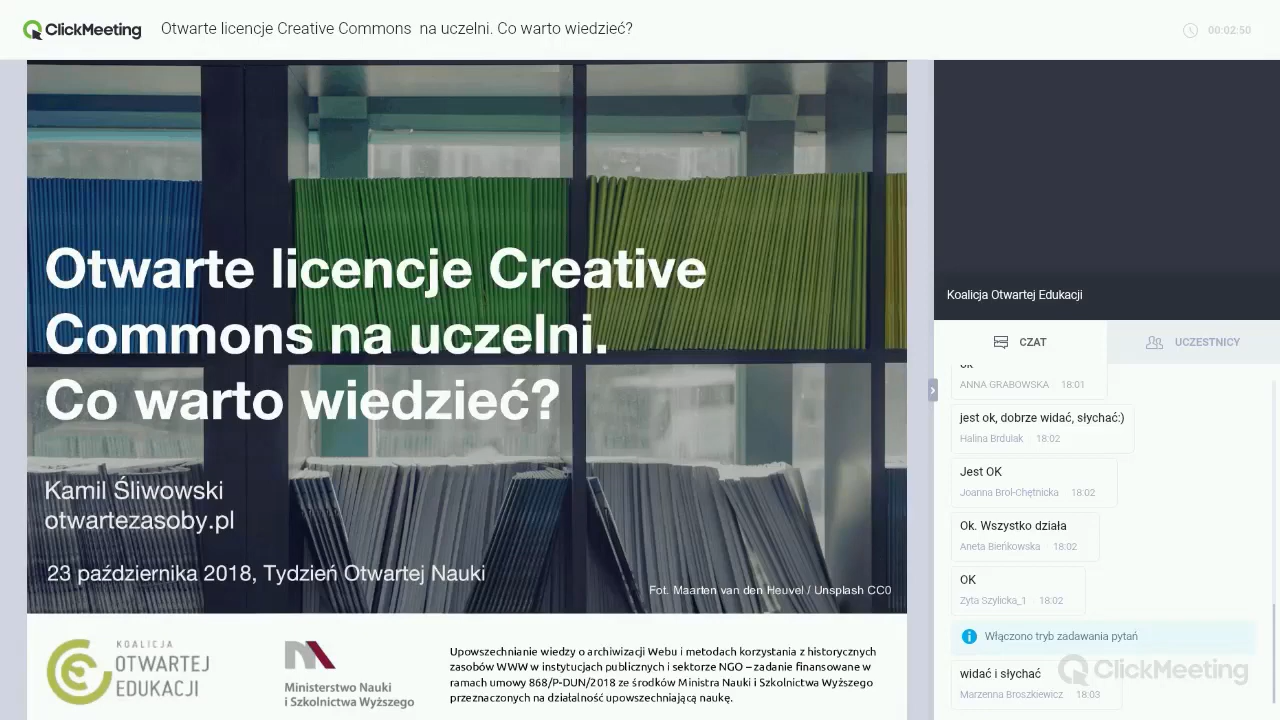 ClickMeeting
Otwarte licencje Creative Commons na uczelni. Co warto wiedzieć?
00:02:50
Otwarte licencje Creative
Commons na uczelni.
Co warto wiedzieć?
Kamil Śliwowski
otwartezasoby.pl
23 października 2018, Tydzień Otwartej Nauki
Fot. Maarten van den Heuvel / Unsplash CC0
KOALICJA
OTWARTEJ
EDUKACJI
Ministerstwo Nauki
i Szkolnictwa Wyższego
Upowszechnianie wiedzy o archiwizacji Webu i metodach korzystania z historycznych
zasobów WWW w instytucjach publicznych i sektorze NGO – zadanie finansowane w
ramach umowy 868/P-DUN/2018 ze środków Ministra Nauki i Szkolnictwa Wyższego
przeznaczonych na działalność upowszechniającą naukę.
Koalicja Otwartej Edukacji
CZAT
UCZESTNICY
ok
ANNA GRABOWSKA 18:01
jest ok, dobrze widać, słychać:)
Halina Brdulak 18:02
Jest OK
Joanna Brol-Chętnicka 18:02
Ok. Wszystko działa
Aneta Bieńkowska 18:02
OK
Zyta Szylicka_1 18:02
Włączono tryb zadawania pytań
widać i słychać
Marzenna Broszkiewicz 18:03
ClickMeeting